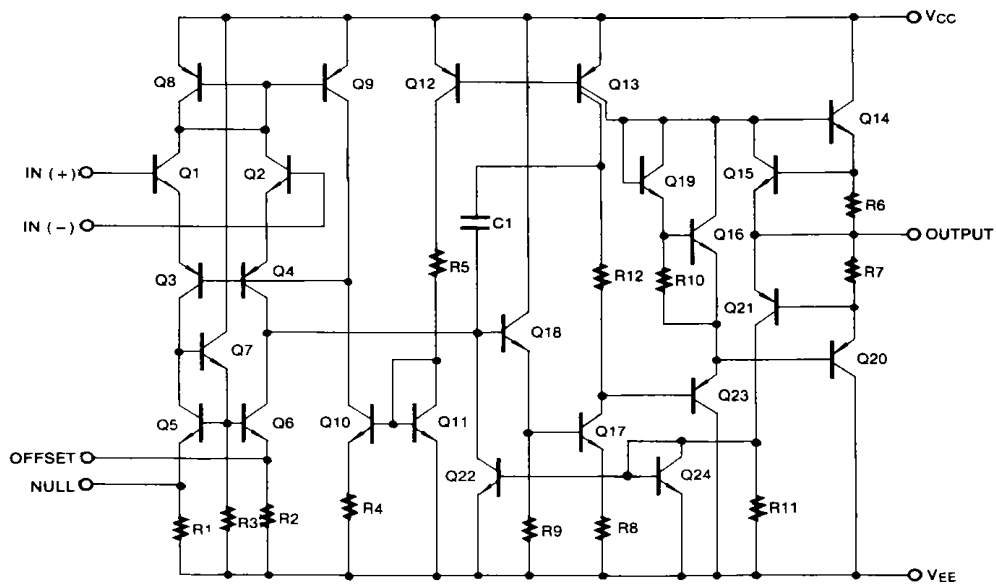 VCC
Q8
Q9
Q12
Q13
Q14
IN (+)
Q1
Q2
Q19
Q15
R6
IN (-)
C1
Q16
OUTPUT
R5
R12
R10
R7
Q3
Q4
Q21
Q18
Q7
Q20
Q23
Q5
Q6
Q10
Q11
Q17
OFFSET
Q22
Q24
NULL
R1
R3
R2
R4
R9
R8
R11
VEE